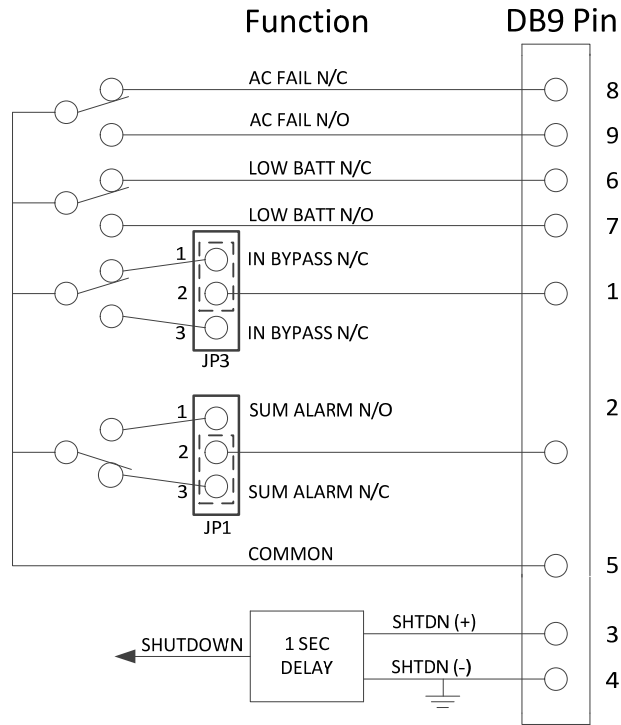 Function DB9 Pin
AC FAIL N/C 8
AC FAIL N/O 9
LOW BATT N/C 6
LOW BATT N/O 7
1 IN BYPASS N/C
2 1
3 IN BYPASS N/C
JP3
1 SUM ALARM N/O 2
2
3 SUM ALARM N/C
JP1
COMMON 5
SHTDN (+) 3
SHUTDOWN 1 SEC
DELAY SHTDN (-) 4